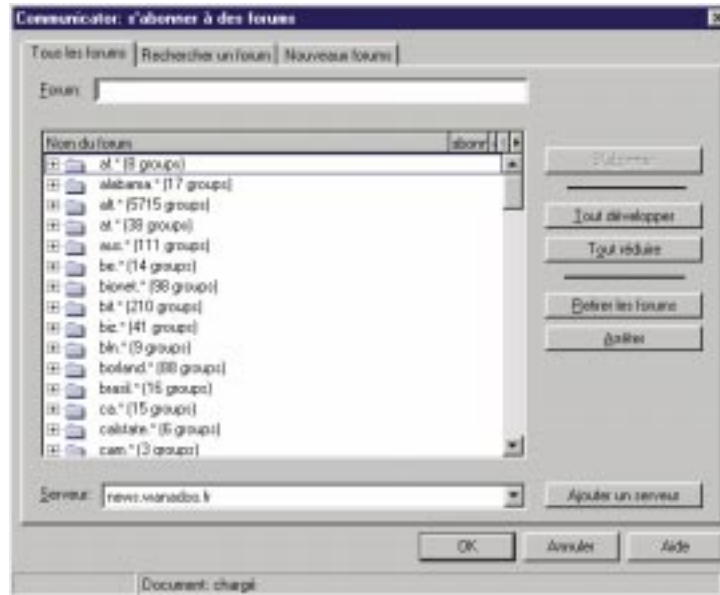 Communicator: s'abonner à des forums
Tous les forums
Rechercher un forum
Nouveaux forums
Forum:
Nom du forum
abonn
al.* (8 groups)
alabama.* (17 groups)
alt.* (5715 groups)
at.* (38 groups)
aus.* (111 groups)
be.* (14 groups)
bionet.* (98 groups)
bit.* (210 groups)
biz.* (41 groups)
bln.* (9 groups)
borland.* (88 groups)
brasil.* (16 groups)
ca.* (15 groups)
calstate.* (6 groups)
cam.* (3 groups)
S'abonner
Tout développer
Tout réduire
Retirer les forums
Arrêter
Serveur:
news.wanadoo.fr
Ajouter un serveur
OK
Annuler
Aide
Document: chargé